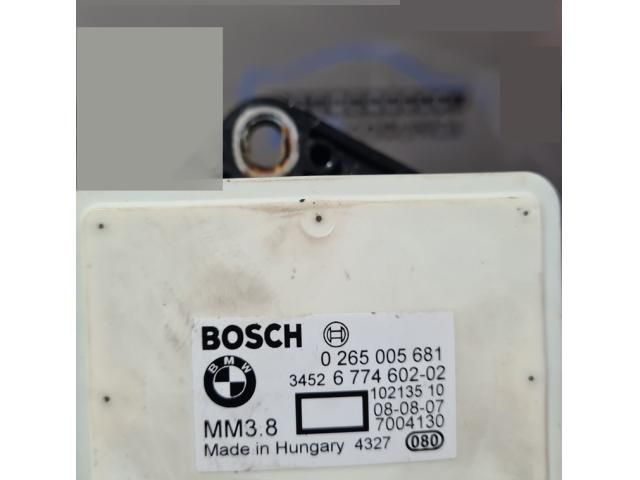 BOSCH
0 265 005 681
BMW
3452 6 774 602-02
102135 10
08-08-07
MM3.8
7004130
Made in Hungary 4327 080